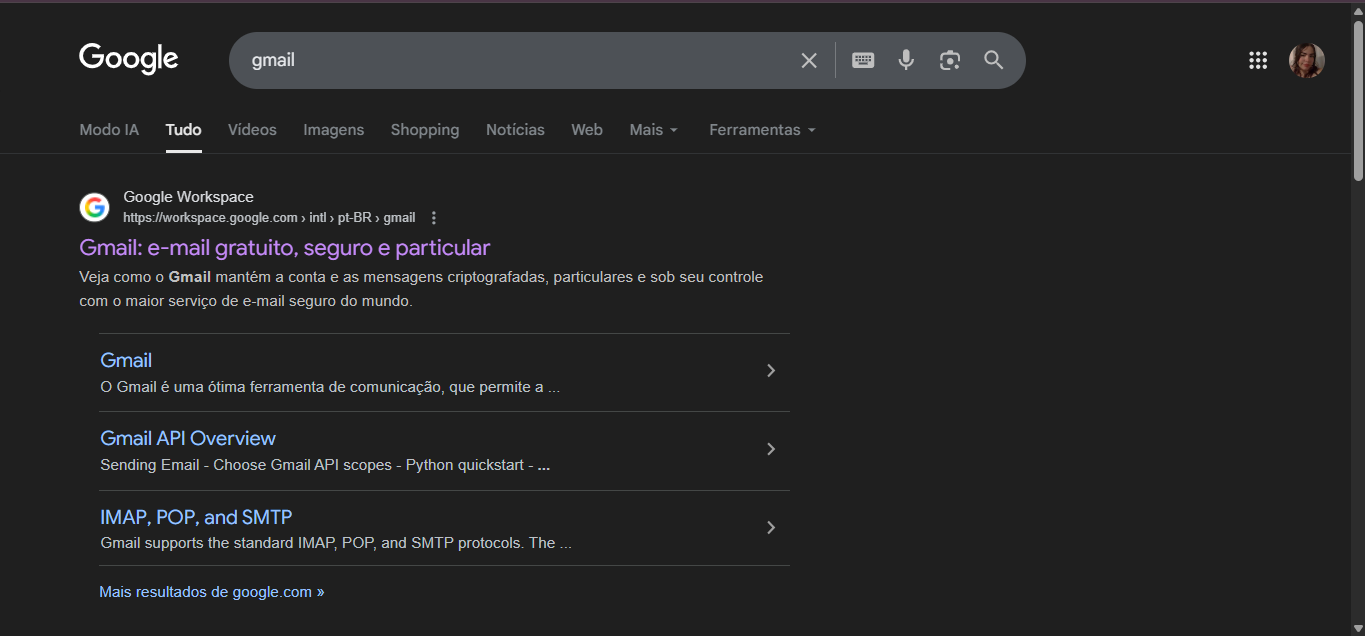 Google
gmail
Modo IA Tudo Vídeos Imagens Shopping Notícias Web Mais Ferramentas
Google Workspace
https://workspace.google.com › intl › pt-BR › gmail
Gmail: e-mail gratuito, seguro e particular
Veja como o Gmail mantém a conta e as mensagens criptografadas, particulares e sob seu controle
com o maior serviço de e-mail seguro do mundo.
Gmail
O Gmail é uma ótima ferramenta de comunicação, que permite a ...
Gmail API Overview
Sending Email - Choose Gmail API scopes - Python quickstart - ...
IMAP, POP, and SMTP
Gmail supports the standard IMAP, POP, and SMTP protocols. The ...
Mais resultados de google.com »